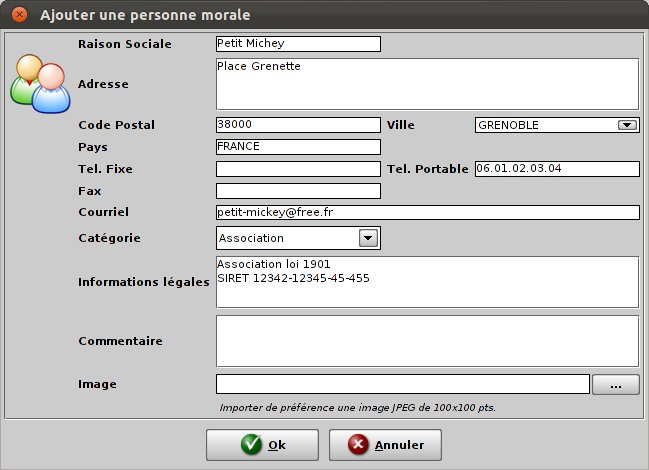 Ajouter une personne morale
Raison Sociale Petit Michey
Adresse Place Grenette
Code Postal 38000 Ville GRENOBLE
Pays FRANCE
Tel. Fixe Tel. Portable 06.01.02.03.04
Fax
Courriel petit-mickey@free.fr
Catégorie Association
Informations légales Association loi 1901
SIRET 12342-12345-45-455
Commentaire
Image ...
Importer de préférence une image JPEG de 100x100 pts.
Ok Annuler